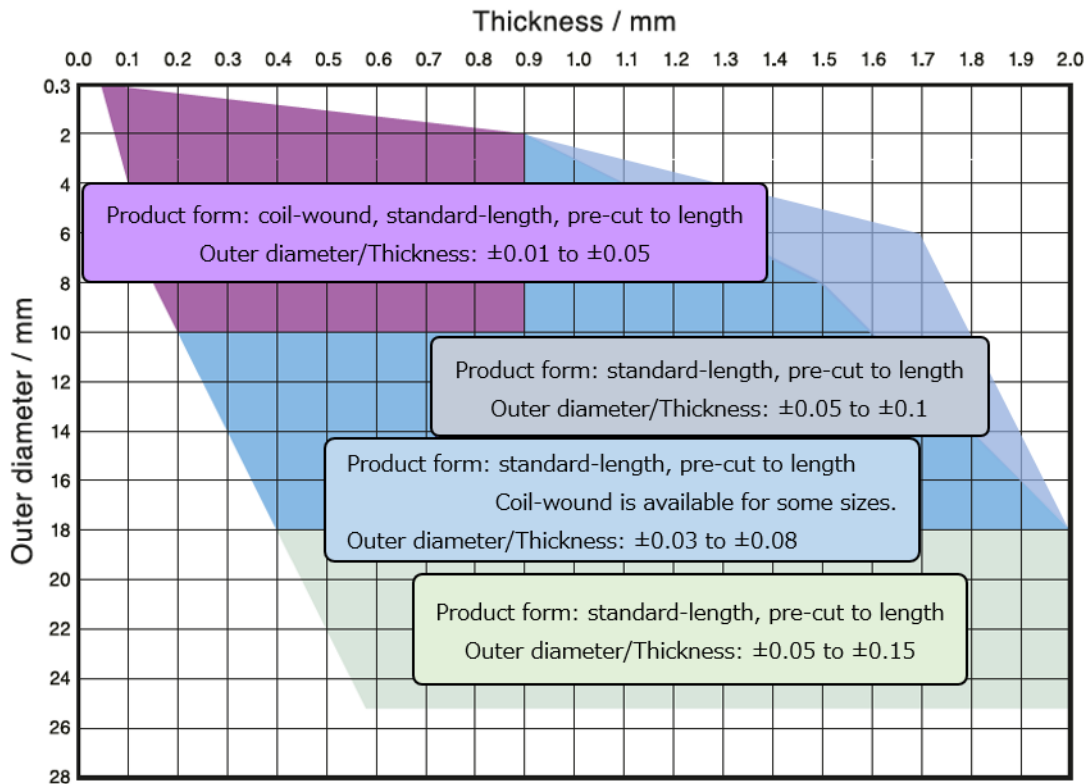 Thickness / mm
0.0 0.1 0.2 0.3 0.4 0.5 0.6 0.7 0.8 0.9 1.0 1.1 1.2 1.3 1.4 1.5 1.6 1.7 1.8 1.9 2.0
Outer diameter / mm
0.3
2
4
6
8
10
12
14
16
18
20
22
24
26
28
Product form: coil-wound, standard-length, pre-cut to length
Outer diameter/Thickness: ±0.01 to ±0.05
Product form: standard-length, pre-cut to length
Outer diameter/Thickness: ±0.05 to ±0.1
Product form: standard-length, pre-cut to length
Coil-wound is available for some sizes.
Outer diameter/Thickness: ±0.03 to ±0.08
Product form: standard-length, pre-cut to length
Outer diameter/Thickness: ±0.05 to ±0.15